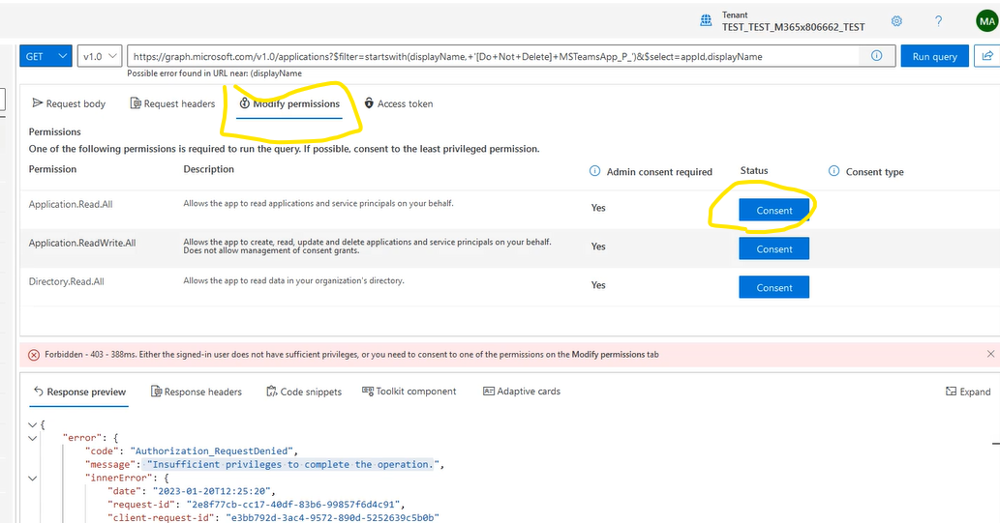 Tenant
TEST_TEST_M365x806662_TEST
?
MA
GET
v1.0
https://graph.microsoft.com/v1.0/applications?$filter=startswith(displayName,+'[Do+Not+Delete]+MSTeamsApp_P_')&$select=appId,displayName
Run query
Possible error found in URL near: (displayName
Request body
Request headers
Modify permissions
Access token
Permissions
One of the following permissions is required to run the query. If possible, consent to the least privileged permission.
Permission Description Admin consent required Status Consent type
Application.Read.All Allows the app to read applications and service principals on your behalf. Yes Consent
Application.ReadWrite.All Allows the app to create, read, update and delete applications and service principals on your behalf. Yes Consent
Does not allow management of consent grants.
Directory.Read.All Allows the app to read data in your organization's directory. Yes Consent
Forbidden - 403 - 388ms. Either the signed-in user does not have sufficient privileges, or you need to consent to one of the permissions on the Modify permissions tab
Response preview
Response headers
Code snippets
Toolkit component
Adaptive cards
Expand
{
"error": {
"code": "Authorization_RequestDenied",
"message": "Insufficient privileges to complete the operation.",
"innerError": {
"date": "2023-01-20T12:25:20",
"request-id": "2e8f77cb-cc17-40df-83b6-99857f6d4c91",
"client-request-id": "e3bb792d-3ac4-9572-890d-5252639c5b0b"